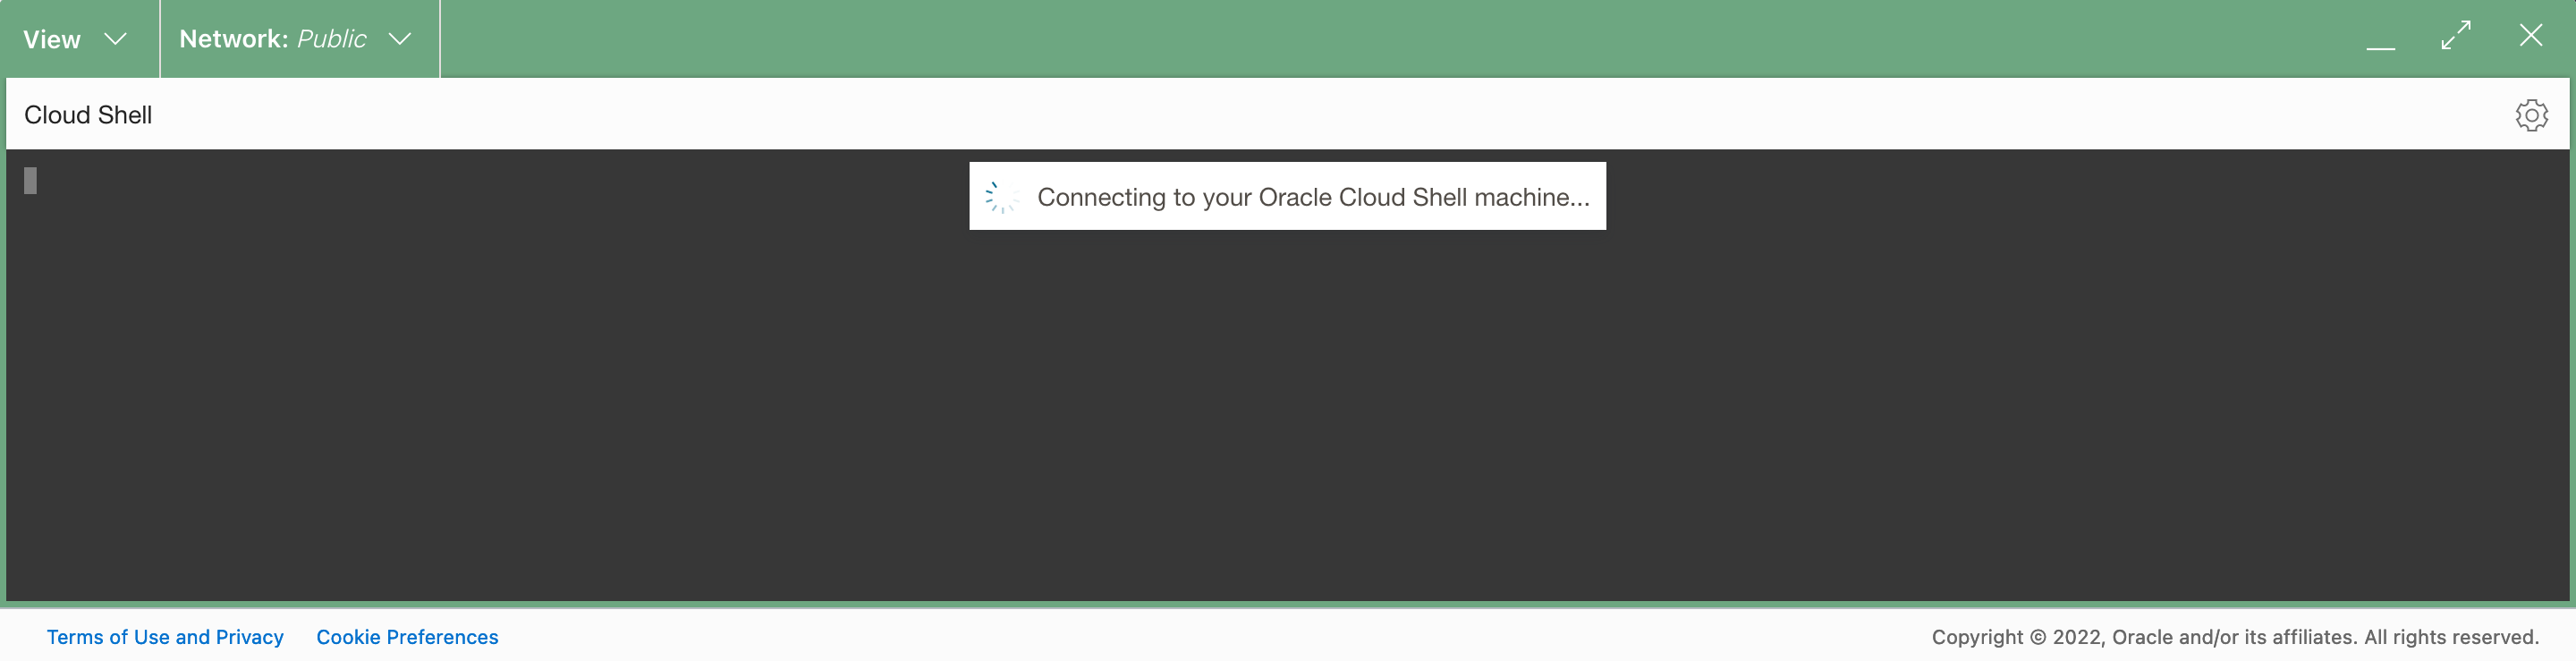 View
Network: Public
Cloud Shell
Connecting to your Oracle Cloud Shell machine...
Terms of Use and Privacy
Cookie Preferences
Copyright © 2022, Oracle and/or its affiliates. All rights reserved.